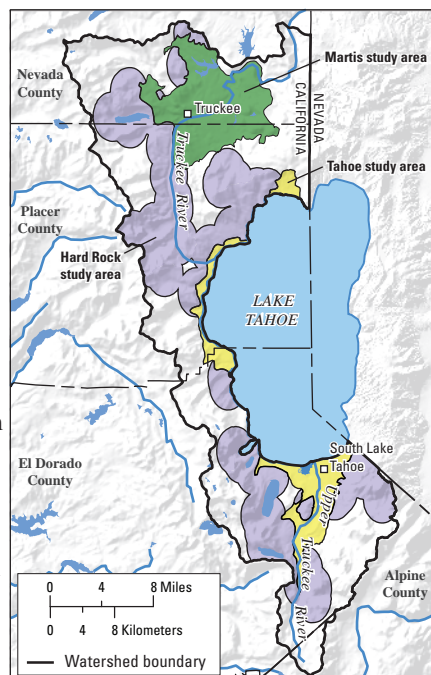 Martis study area
Nevada
County
NEVADA
CALIFORNIA
Truckee
Tahoe study area
Truckee River
Placer
County
Hard Rock
study area
LAKE
TAHOE
South Lake
Tahoe
El Dorado
County
Upper Truckee River
Alpine
County
0 4 8 Miles
0 4 8 Kilometers
Watershed boundary